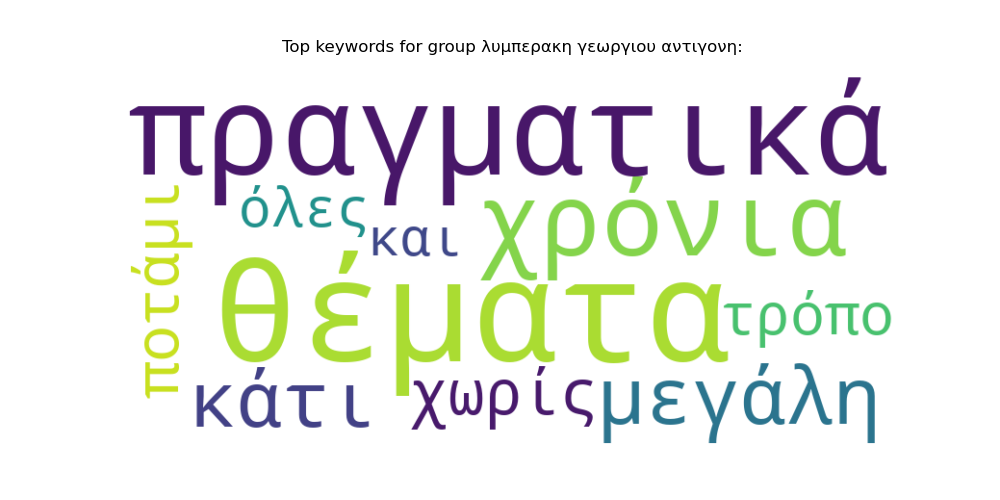 Top keywords for group λυμπερακη γεωργιου αντιγονη:
πραγματικά
ποτάμι
όλες
και
χρόνια
θέματα
τρόπο
κάτι
χωρίς
μεγάλη